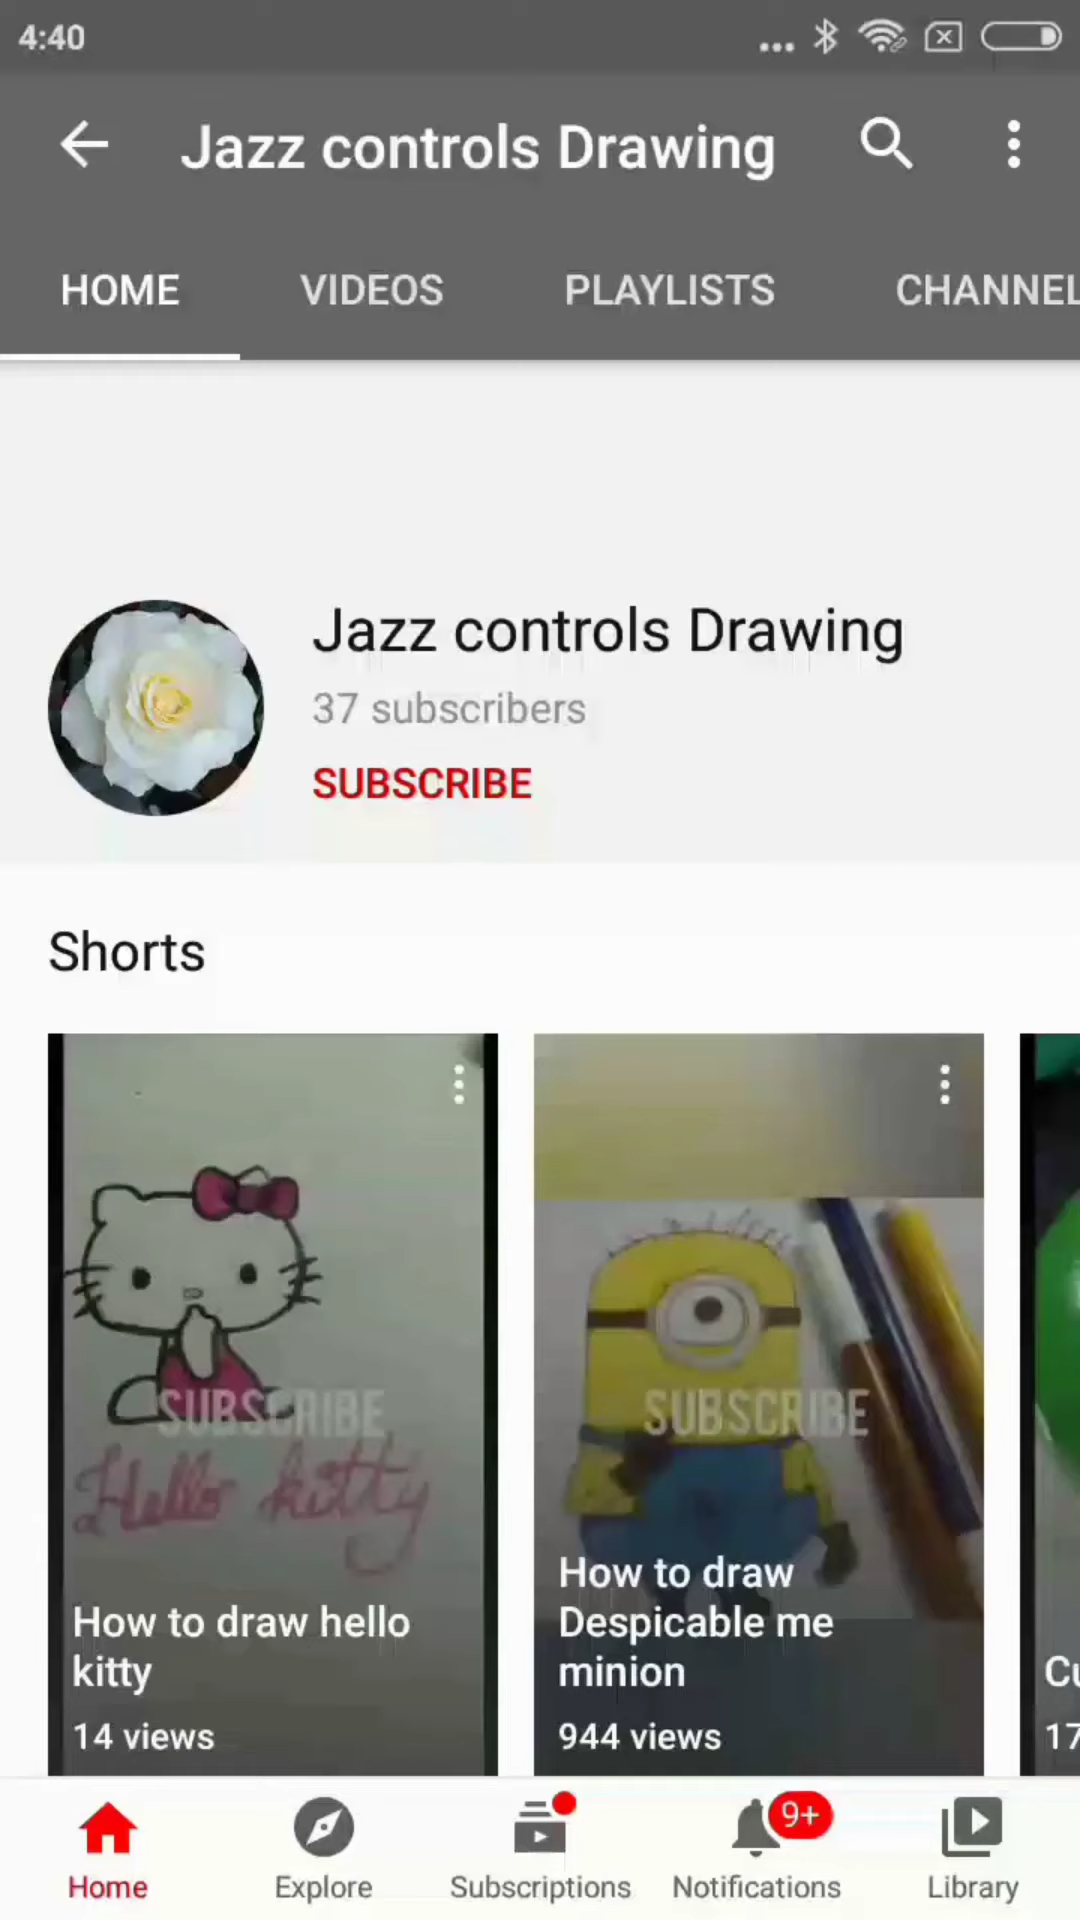 4:40
Jazz controls Drawing
HOME VIDEOS PLAYLISTS CHANNEL
Jazz controls Drawing
37 subscribers
SUBSCRIBE
Shorts
SUBSCRIBE
Hello kitty
How to draw hello
kitty
14 views
SUBSCRIBE
How to draw
Despicable me
minion
944 views
Cu
17
9+
Home Explore Subscriptions Notifications Library